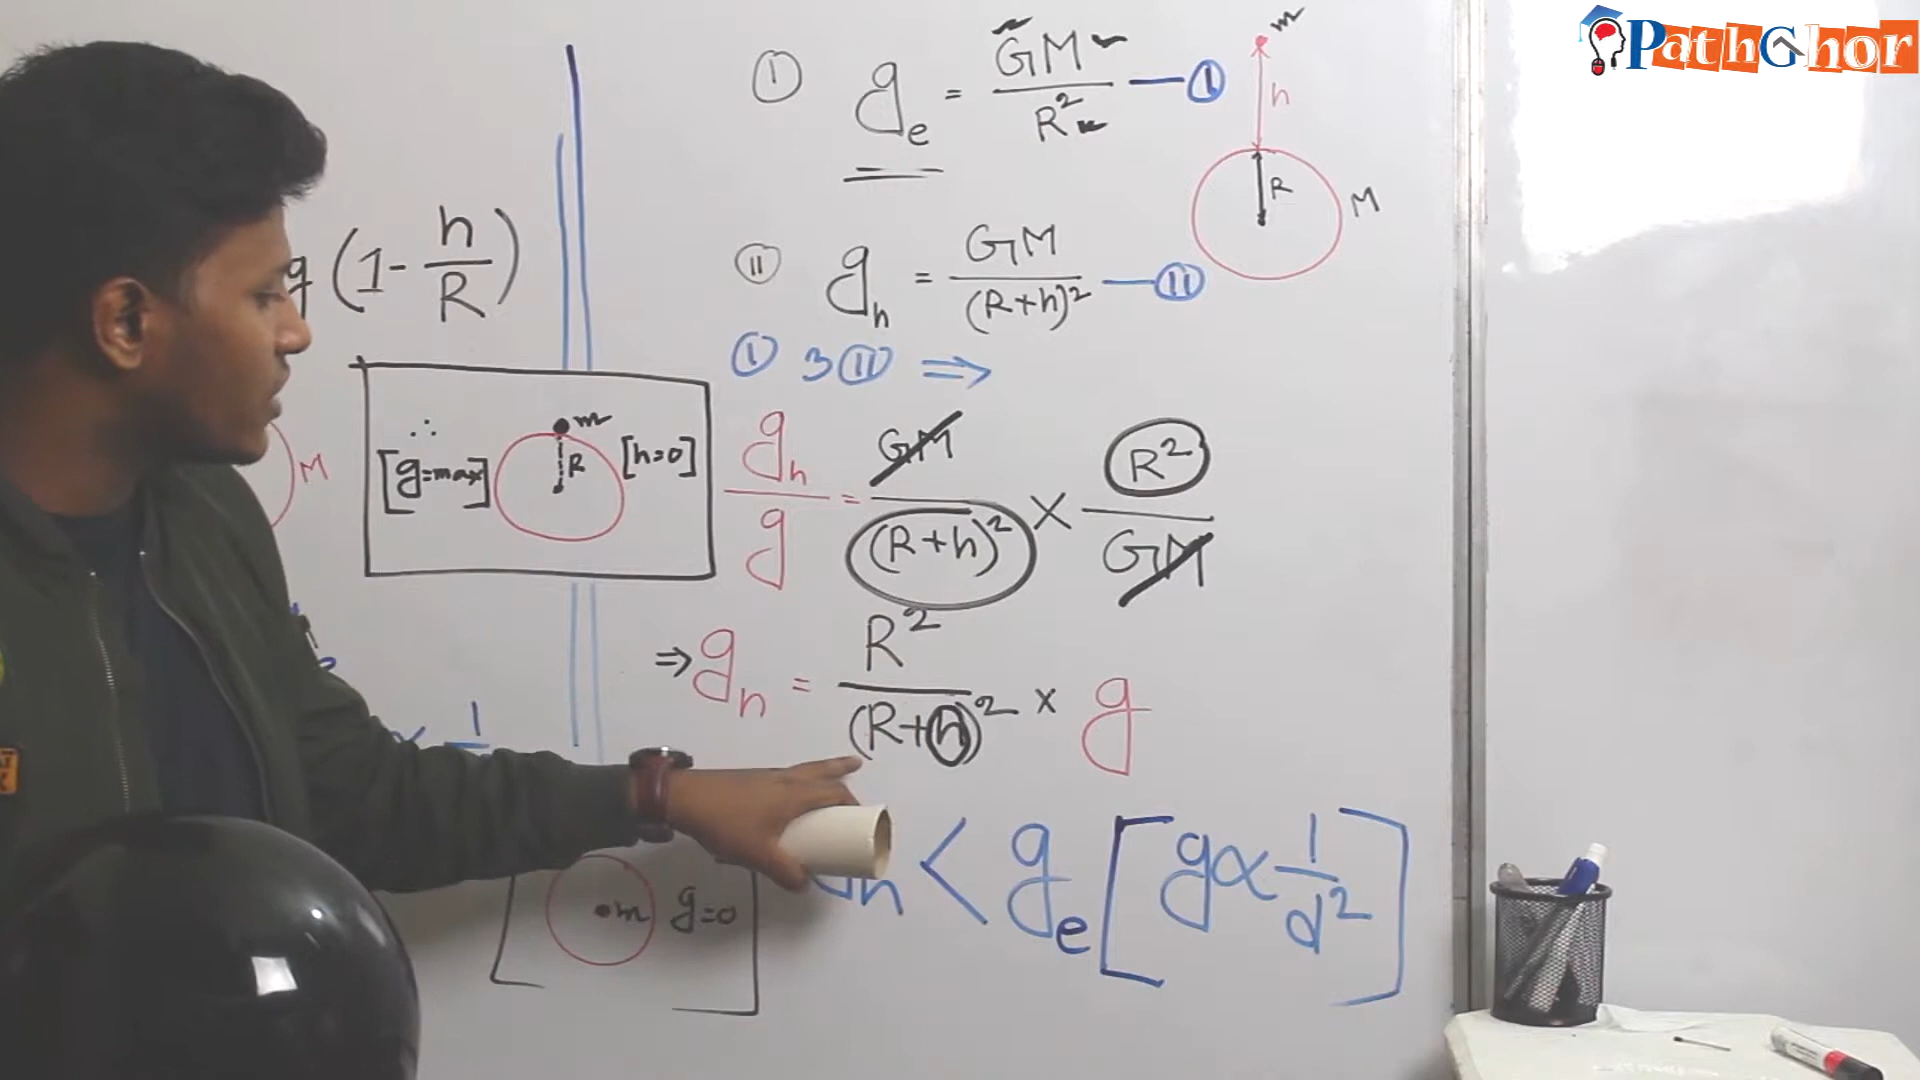 PathGhor
① g_e = GM/R² — ①
m
h
R
M
g (1 - h/R)
② g_h = GM/(R+h)² — ②
① ও ② ⇒
∴ [g=max]
m
R
[h=0]
M
g_h/g = GM/(R+h)² × R²/GM
⇒ g_h = R²/(R+h)² × g
h < g_e [g ∝ 1/d²]
m g=0